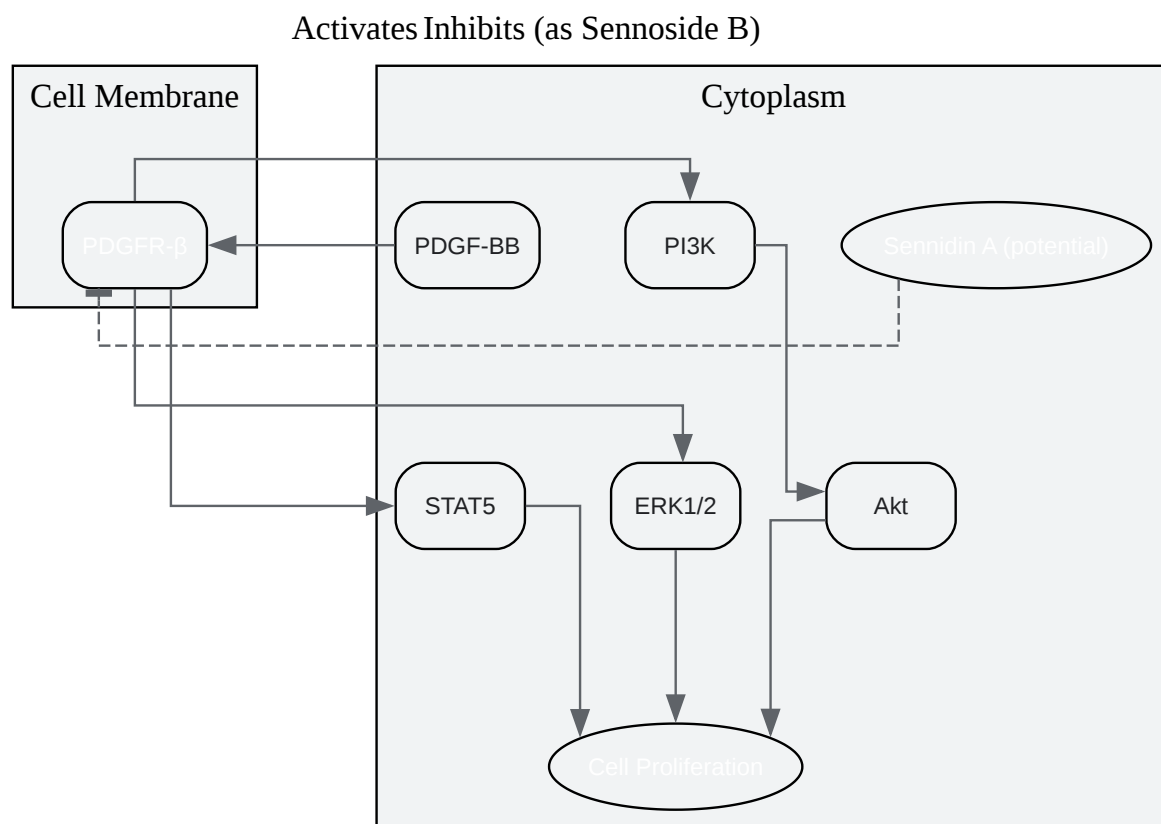 Activates Inhibits (as Sennoside B)
Cell Membrane
Cytoplasm
PDGFR-β
PDGF-BB
PI3K
Sennidin A (potential)
STAT5
ERK1/2
Akt
Cell Proliferation